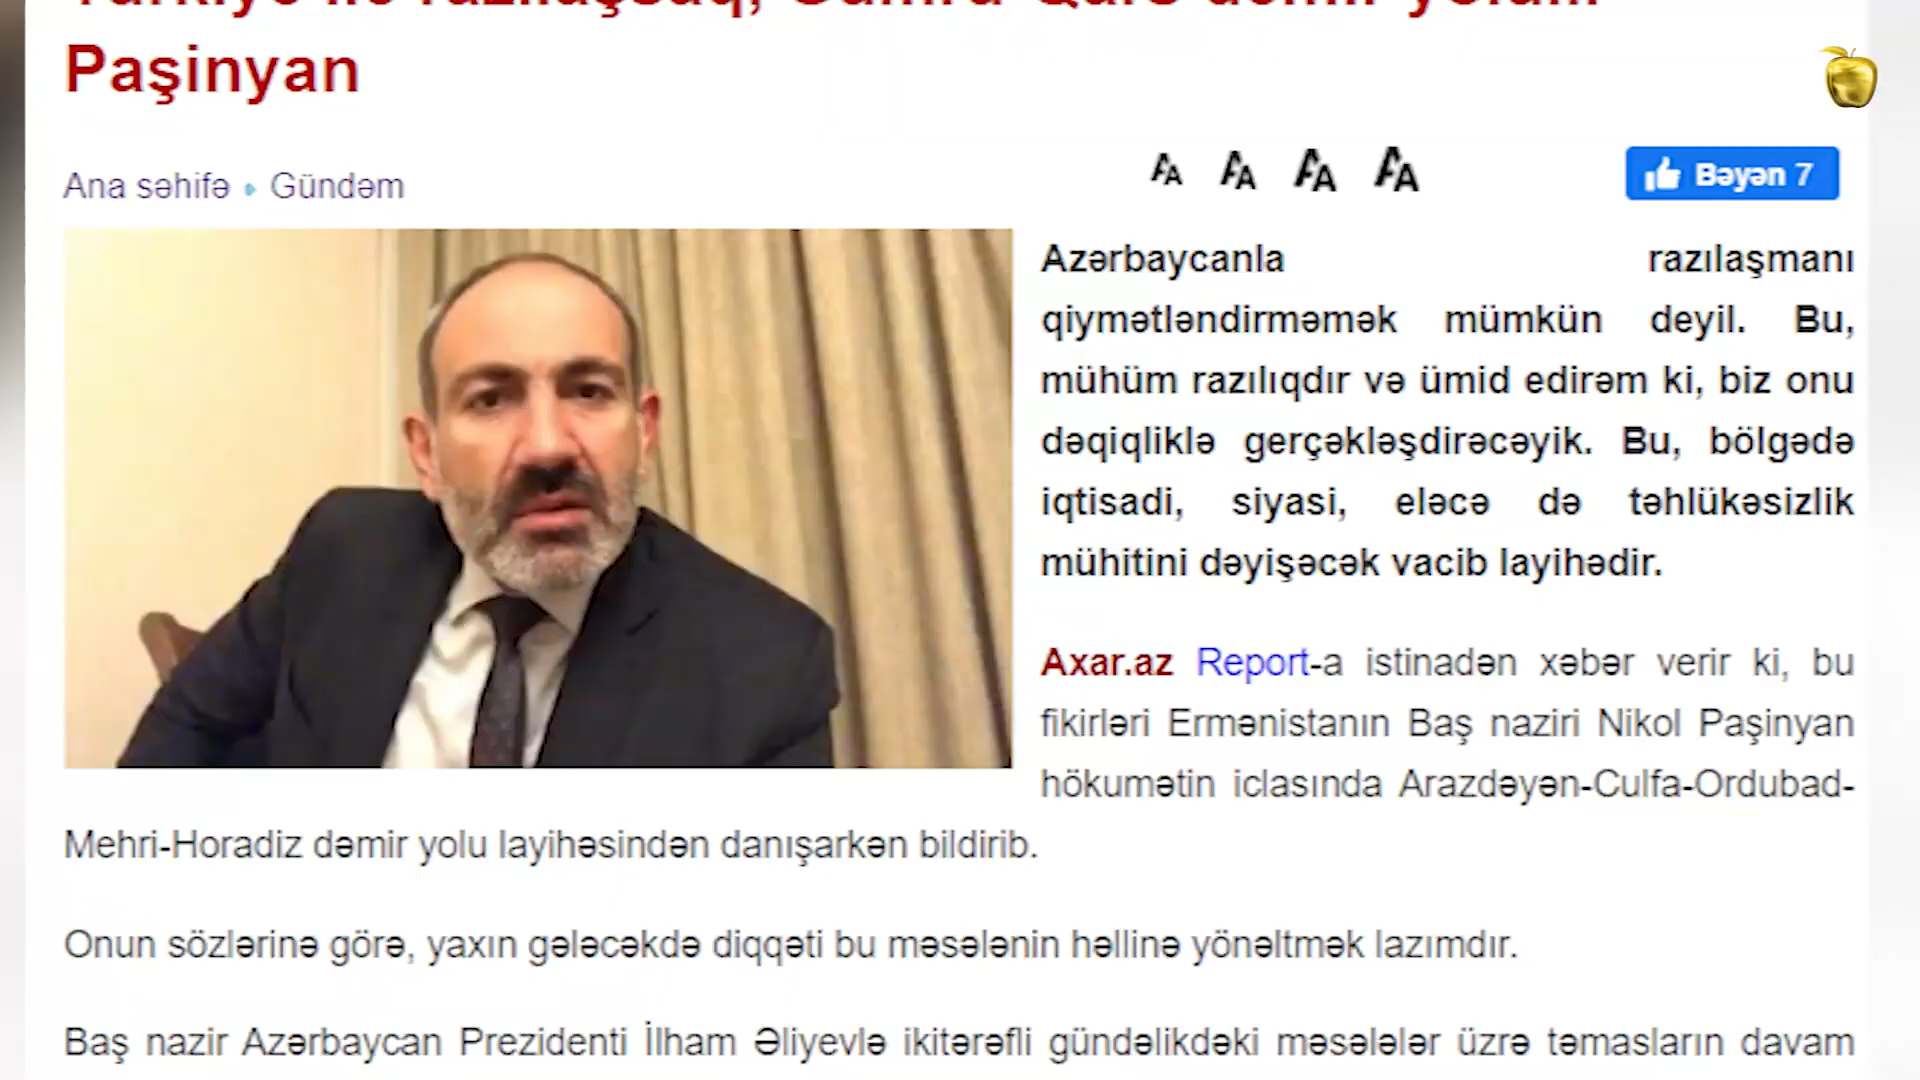 Paşinyan
Ana səhifə • Gündəm
AA AA AA AA
Bəyən 7
Azərbaycanla razılaşmanı
qiymətləndirməmək mümkün deyil. Bu,
mühüm razılıqdır və ümid edirəm ki, biz onu
dəqiqliklə gerçəkləşdirəcəyik. Bu, bölgədə
iqtisadi, siyasi, eləcə də təhlükəsizlik
mühitini dəyişəcək vacib layihədir.
Axar.az Report-a istinadən xəbər verir ki, bu
fikirləri Ermənistanın Baş naziri Nikol Paşinyan
hökumətin iclasında Arazdəyən-Culfa-Ordubad-
Mehri-Horadiz dəmir yolu layihəsindən danışarkən bildirib.
Onun sözlərinə görə, yaxın gələcəkdə diqqəti bu məsələnin həllinə yönəltmək lazımdır.
Baş nazir Azərbaycan Prezidenti İlham Əliyevlə ikitərəfli gündəlikdəki məsələlər üzrə təmasların davam